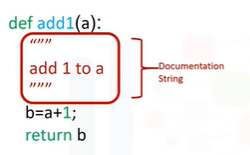 def add1(a):
"""
add 1 to a
"""
Documentation
String
b=a+1;
return b